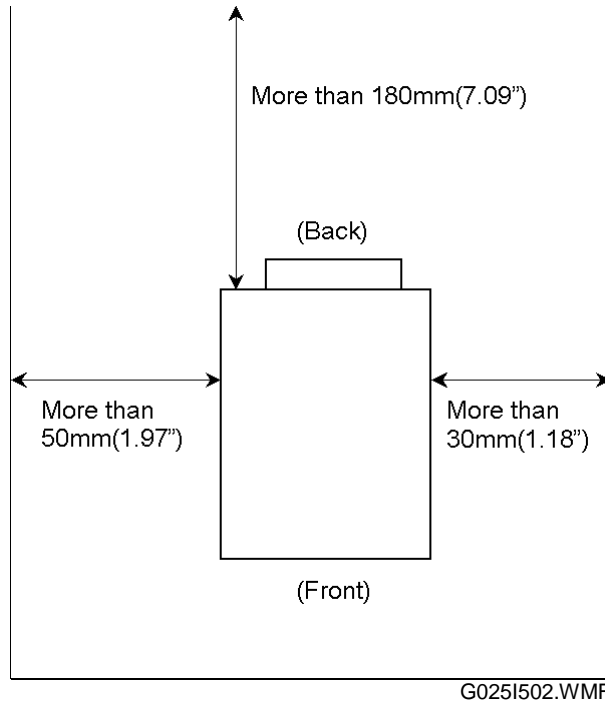 More than 180mm(7.09”)
(Back)
More than
50mm(1.97”)
More than
30mm(1.18”)
(Front)
G025I502.WMF